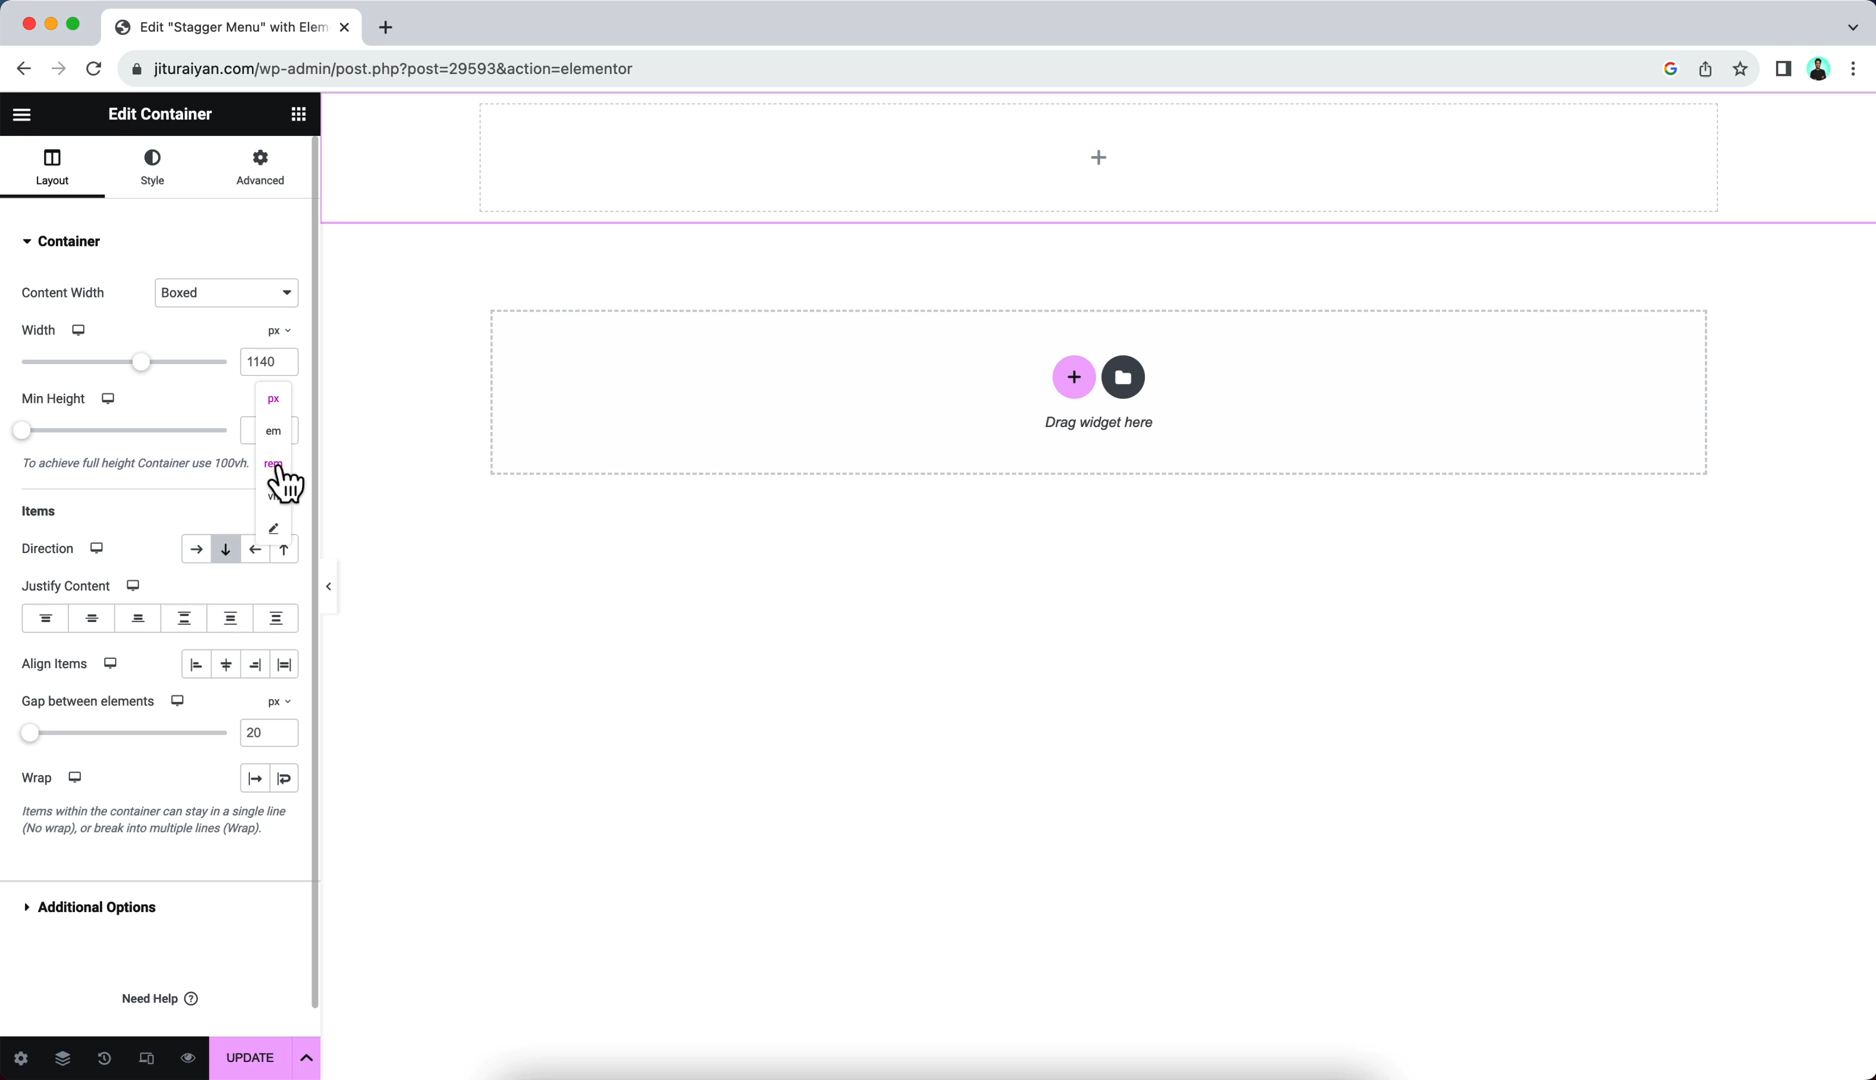 Edit "Stagger Menu" with Elem
jituraiyan.com/wp-admin/post.php?post=29593&action=elementor
Edit Container
Layout
Style
Advanced
Container
Content Width
Boxed
Width
px
1140
Min Height
px
em
To achieve full height Container use 100vh.
rem
Items
Direction
Justify Content
Align Items
Gap between elements
px
20
Wrap
Items within the container can stay in a single line
(No wrap), or break into multiple lines (Wrap).
Additional Options
Need Help
UPDATE
Drag widget here